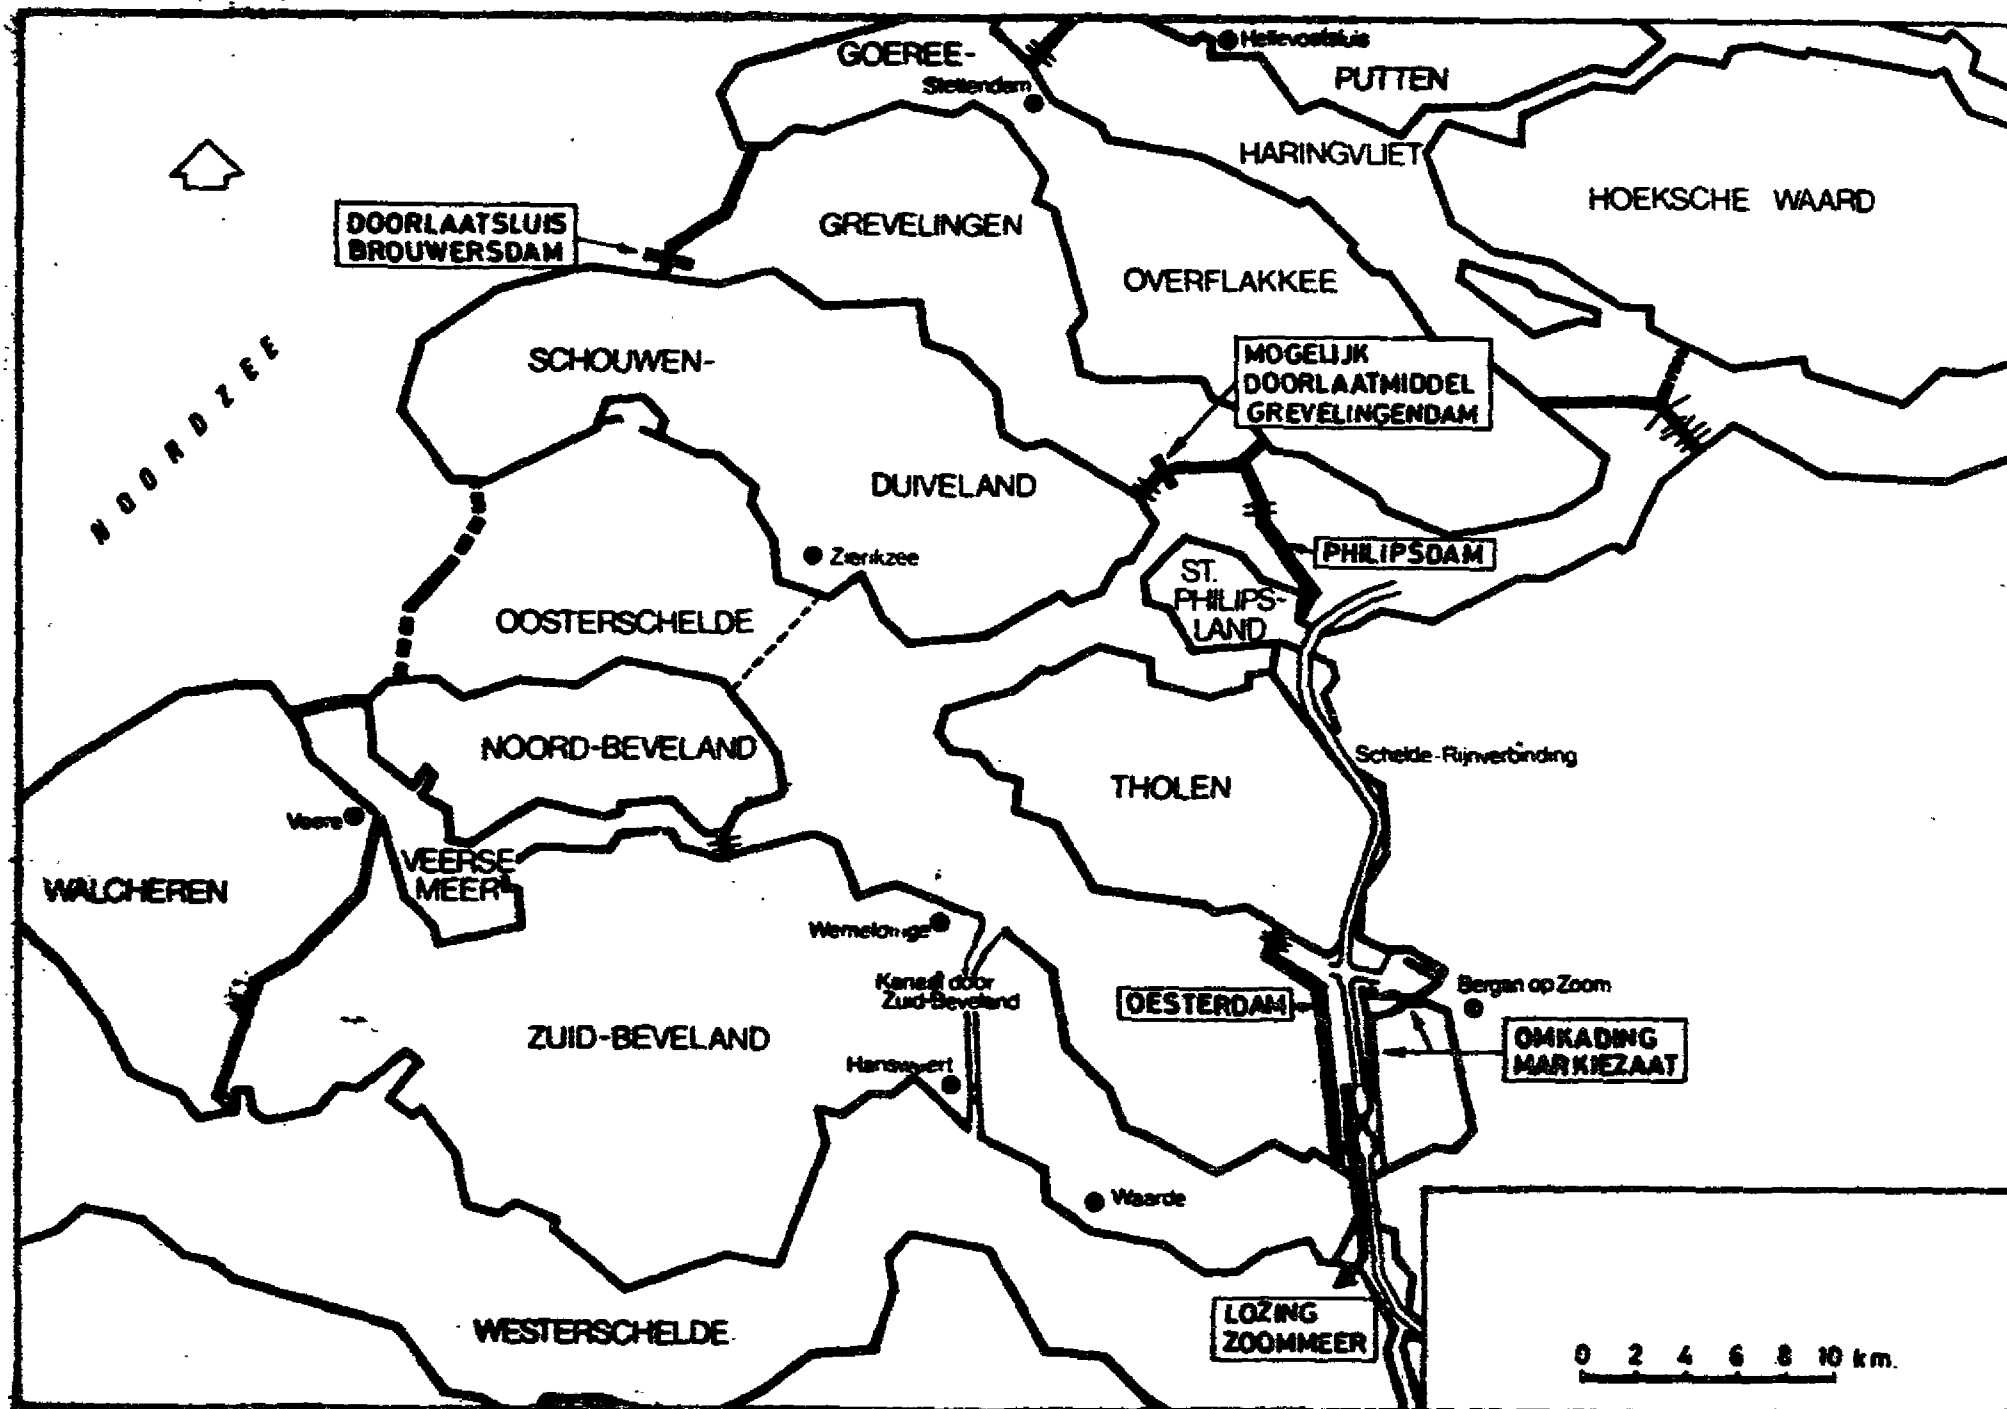 GOEREE-
Hellevoetsluis
PUTTEN
Stellendam
HARINGVLIET
HOEKSCHE WAARD
DOORLAATSLUIS
BROUWERSDAM
GREVELINGEN
OVERFLAKKEE
NOORDZEE
SCHOUWEN-
MOGELIJK
DOORLAATMIDDEL
GREVELINGENDAM
DUIVELAND
Zierikzee
PHILIPSDAM
ST.
PHILIPS-
LAND
OOSTERSCHELDE
NOORD-BEVELAND
THOLEN
Schelde-Rijnverbinding
Veere
VEERSE
MEER
WALCHEREN
Wemeldinge
Kanaal door
Zuid-Beveland
OESTERDAM
Bergen op Zoom
ZUID-BEVELAND
OMKADING
MARKIEZAAT
Hansweert
Waarde
LOZING
ZOOMMEER
WESTERSCHELDE
0 2 4 6 8 10 km.